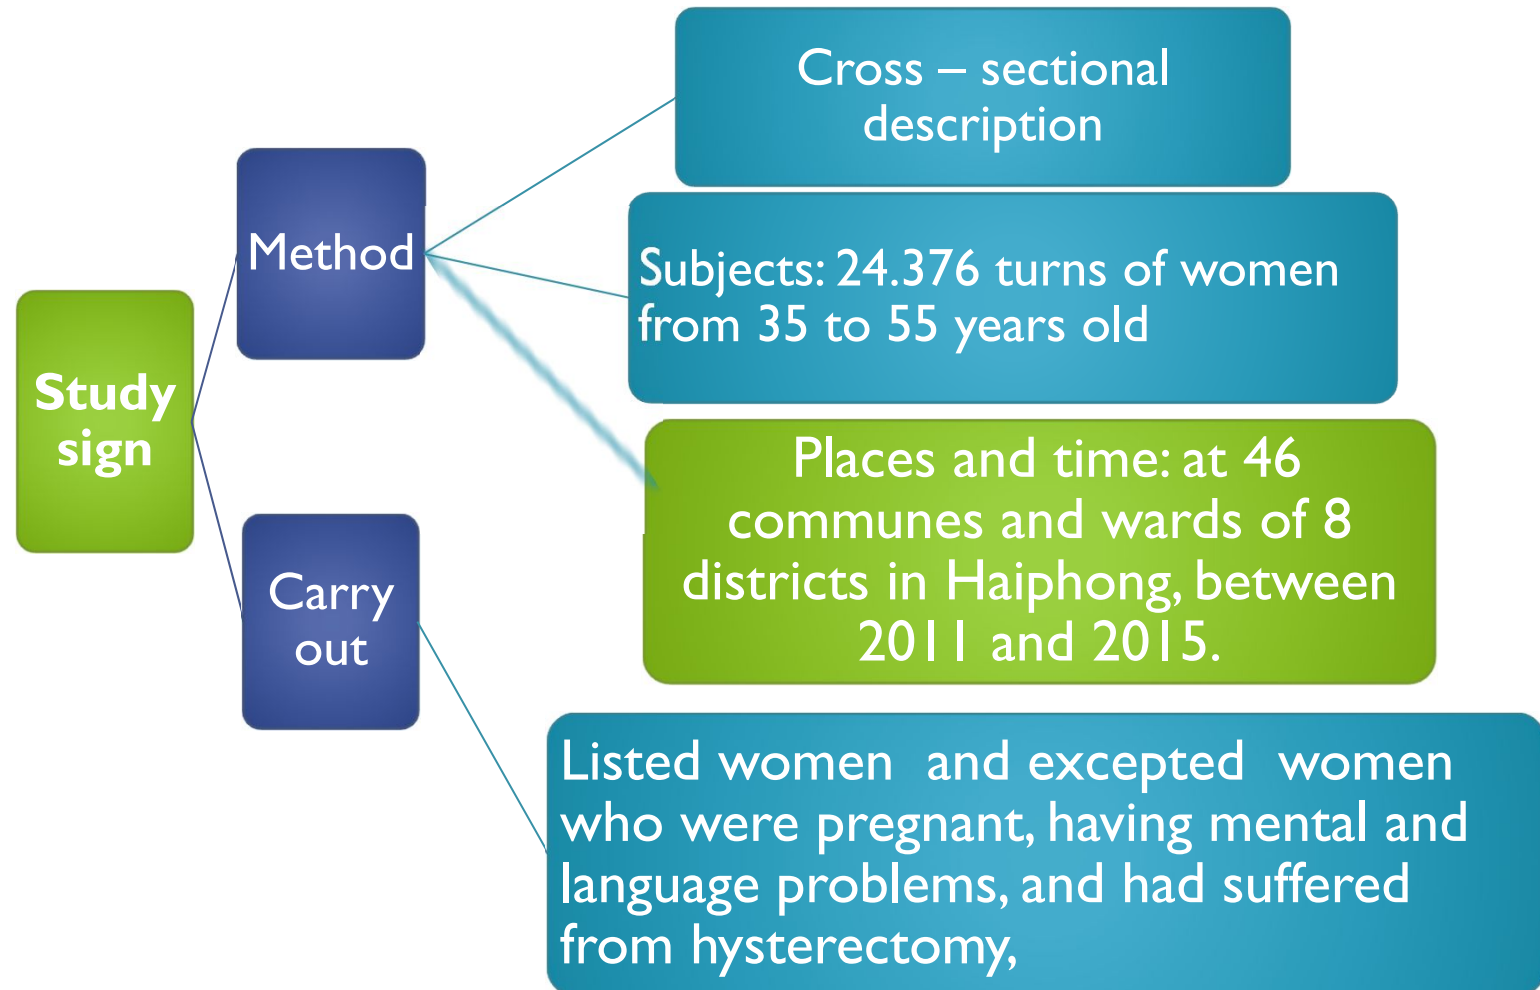 Study
sign
Method
Cross – sectional
description
Subjects: 24.376 turns of women
from 35 to 55 years old
Places and time: at 46
communes and wards of 8
districts in Haiphong, between
2011 and 2015.
Carry
out
Listed women and excepted women
who were pregnant, having mental and
language problems, and had suffered
from hysterectomy,